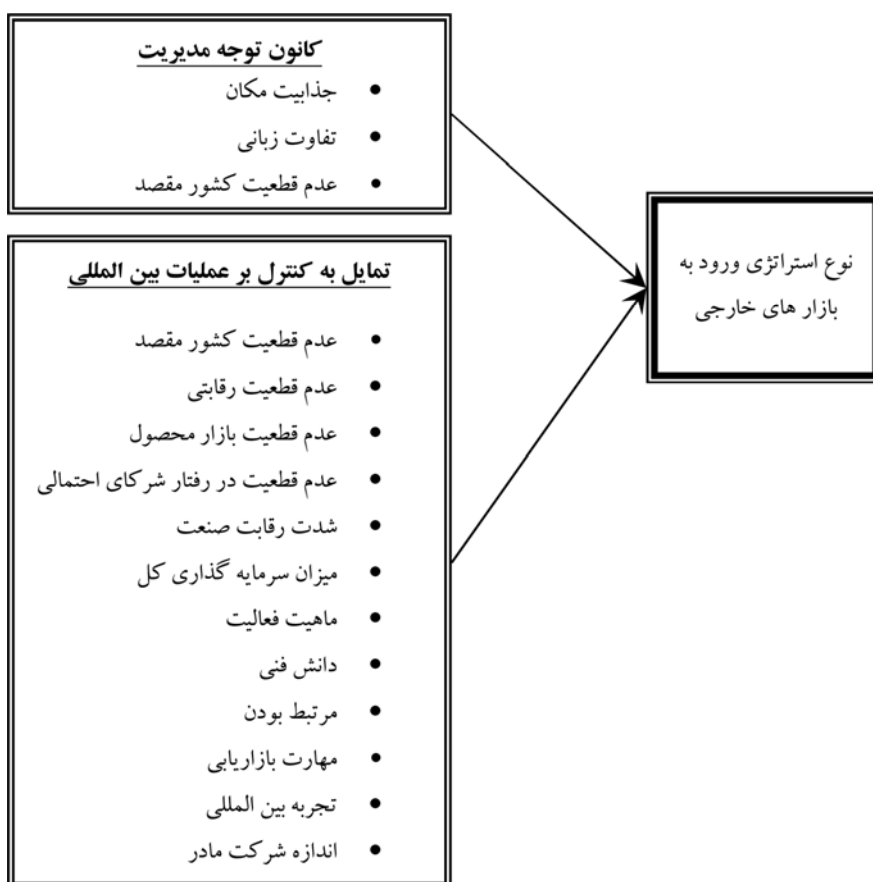 کانون توجه مدیریت
• جذابیت مکان
• تفاوت زبانی
• عدم قطعیت کشور مقصد
تمایل به کنترل بر عملیات بین المللی
• عدم قطعیت کشور مقصد
• عدم قطعیت رقابتی
• عدم قطعیت بازار محصول
• عدم قطعیت در رفتار شرکای احتمالی
• شدت رقابت صنعت
• میزان سرمایه گذاری کل
• ماهیت فعالیت
• دانش فنی
• مرتبط بودن
• مهارت بازاریابی
• تجربه بین المللی
• اندازه شرکت مادر
نوع استراتژی ورود به
بازار های خارجی